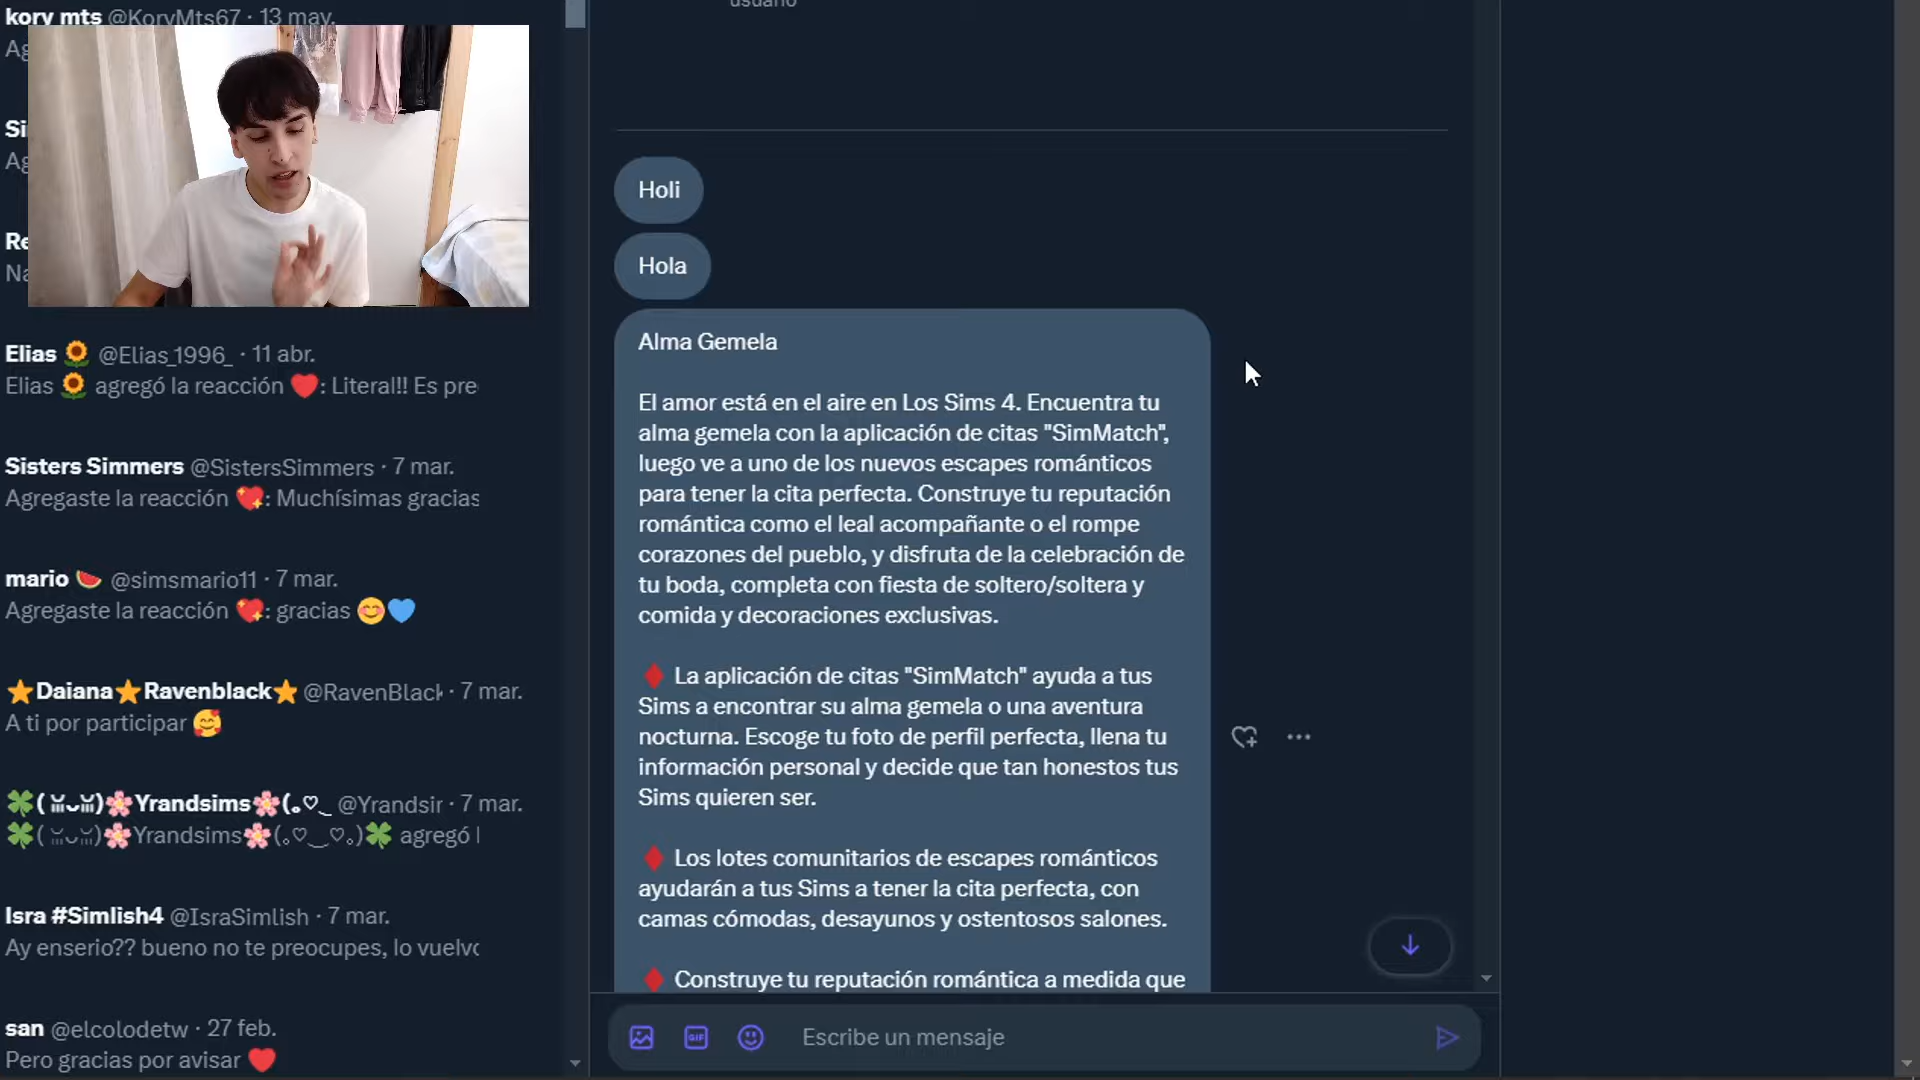 kory mts @KoryMts67 · 13 may.
Ag
Si
Ag
Re
Na
Elias 🌻 @Elias_1996_ · 11 abr.
Elias 🌻 agregó la reacción ❤️: Literal!! Es pre
Sisters Simmers @SistersSimmers · 7 mar.
Agregaste la reacción 💖: Muchísimas gracias
mario 🍉 @simsmario11 · 7 mar.
Agregaste la reacción 💖: gracias 😊💙
⭐Daiana⭐Ravenblack⭐ @RavenBlack · 7 mar.
A ti por participar 🥰
Yrandsims @Yrandsir · 7 mar.
Yrandsims agregó l
Isra #Simlish4 @IsraSimlish · 7 mar.
Ay enserio?? bueno no te preocupes, lo vuelvo
san @elcolodetw · 27 feb.
Pero gracias por avisar ❤️
usuario
Holi
Hola
Alma Gemela
El amor está en el aire en Los Sims 4. Encuentra tu
alma gemela con la aplicación de citas "SimMatch",
luego ve a uno de los nuevos escapes románticos
para tener la cita perfecta. Construye tu reputación
romántica como el leal acompañante o el rompe
corazones del pueblo, y disfruta de la celebración de
tu boda, completa con fiesta de soltero/soltera y
comida y decoraciones exclusivas.
♦️ La aplicación de citas "SimMatch" ayuda a tus
Sims a encontrar su alma gemela o una aventura
nocturna. Escoge tu foto de perfil perfecta, llena tu
información personal y decide que tan honestos tus
Sims quieren ser.
♦️ Los lotes comunitarios de escapes románticos
ayudarán a tus Sims a tener la cita perfecta, con
camas cómodas, desayunos y ostentosos salones.
♦️ Construye tu reputación romántica a medida que
GIF
Escribe un mensaje